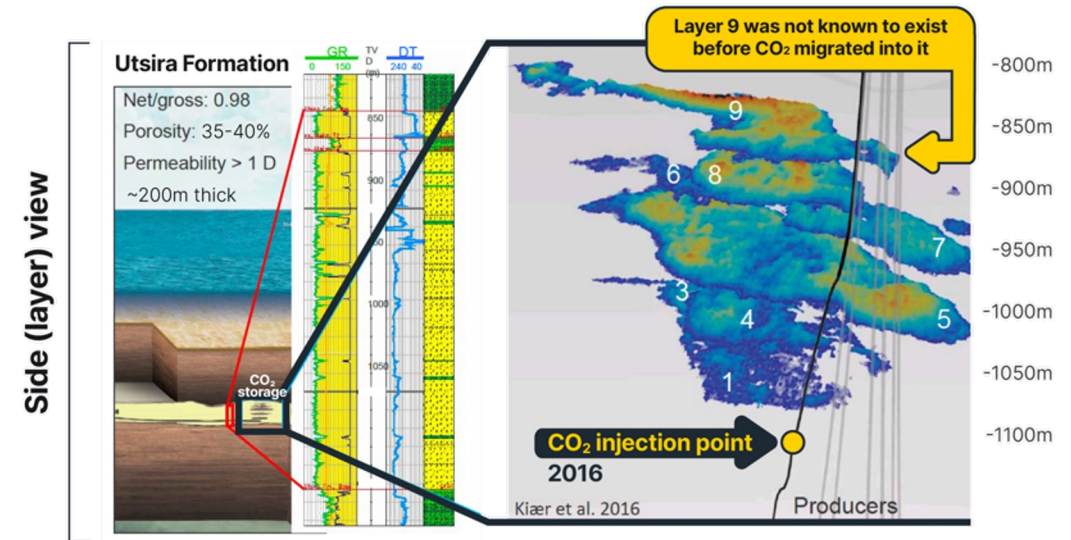 Side (layer) view
Utsira Formation
Net/gross: 0.98
Porosity: 35-40%
Permeability > 1 D
~200m thick
CO₂
storage
GR
0 150
TV
D
(m)
DT
240 40
850
900
1000
1050
Layer 9 was not known to exist
before CO₂ migrated into it
9
6 8
7
3
4
5
1
-800m
-850m
-900m
-950m
-1000m
-1050m
-1100m
CO₂ injection point
2016
Kiær et al. 2016
Producers